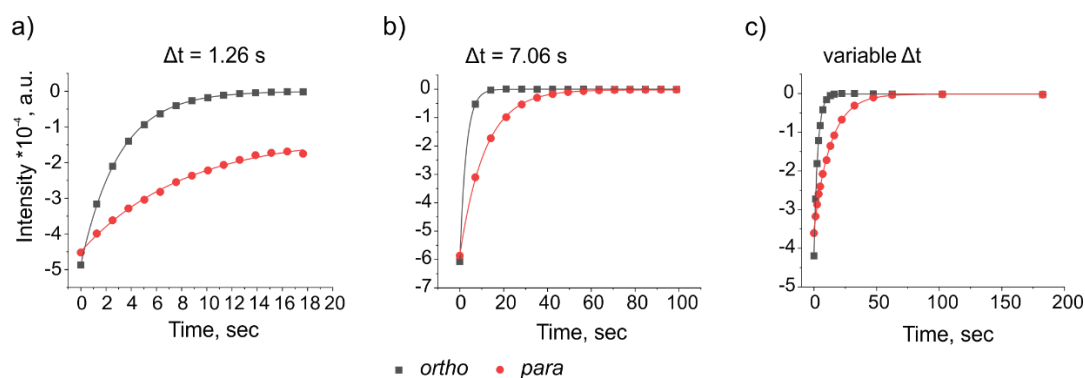 a)
Δt = 1.26 s
Intensity *10⁻⁴, a.u.
0
-1
-2
-3
-4
-5
0 2 4 6 8 10 12 14 16 18 20
Time, sec
b)
Δt = 7.06 s
0
-1
-2
-3
-4
-5
-6
-7
0 20 40 60 80 100
Time, sec
c)
variable Δt
0
-1
-2
-3
-4
-5
0 50 100 150 200
Time, sec
ortho para